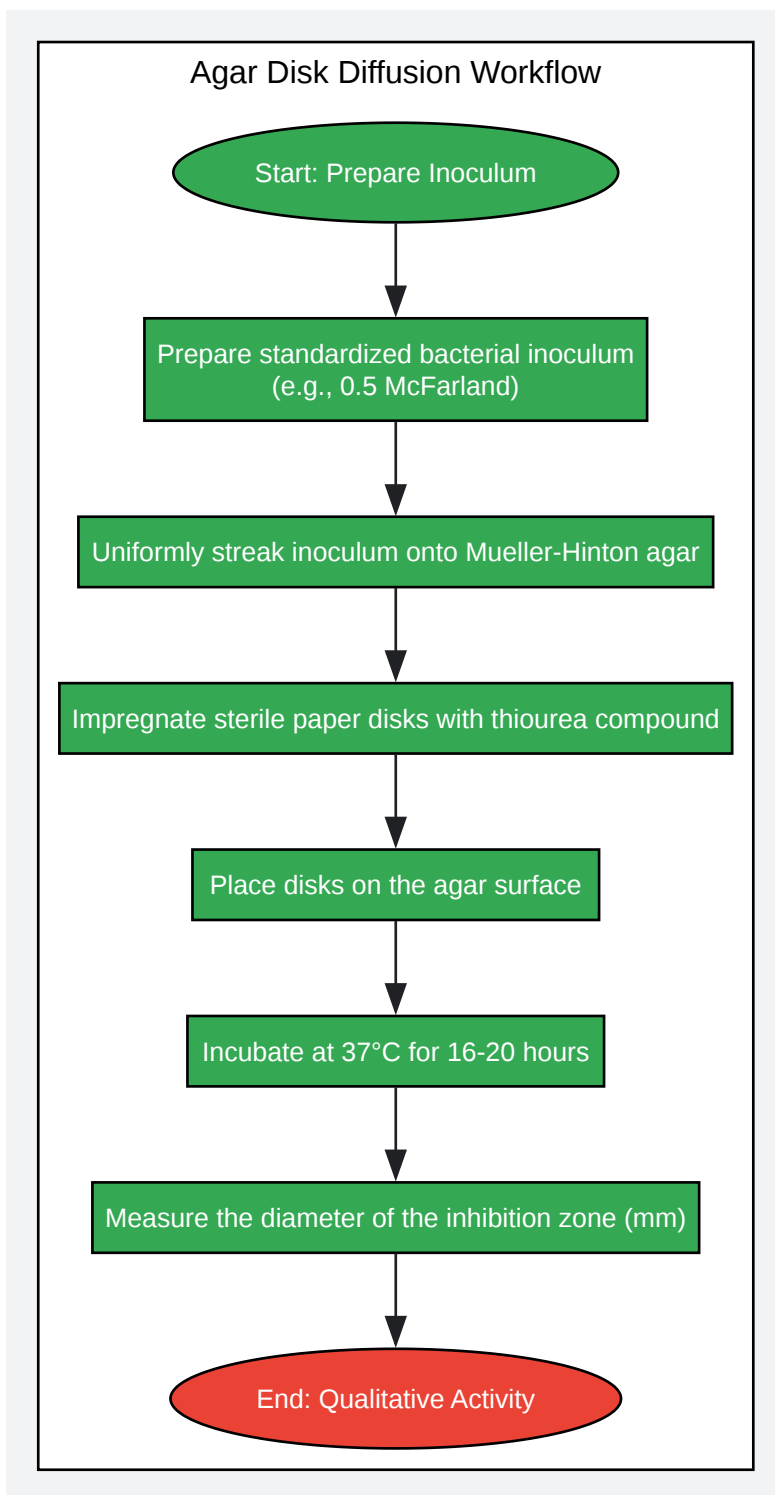 Agar Disk Diffusion Workflow
Start: Prepare Inoculum
Prepare standardized bacterial inoculum
(e.g., 0.5 McFarland)
Uniformly streak inoculum onto Mueller-Hinton agar
Impregnate sterile paper disks with thiourea compound
Place disks on the agar surface
Incubate at 37°C for 16-20 hours
Measure the diameter of the inhibition zone (mm)
End: Qualitative Activity